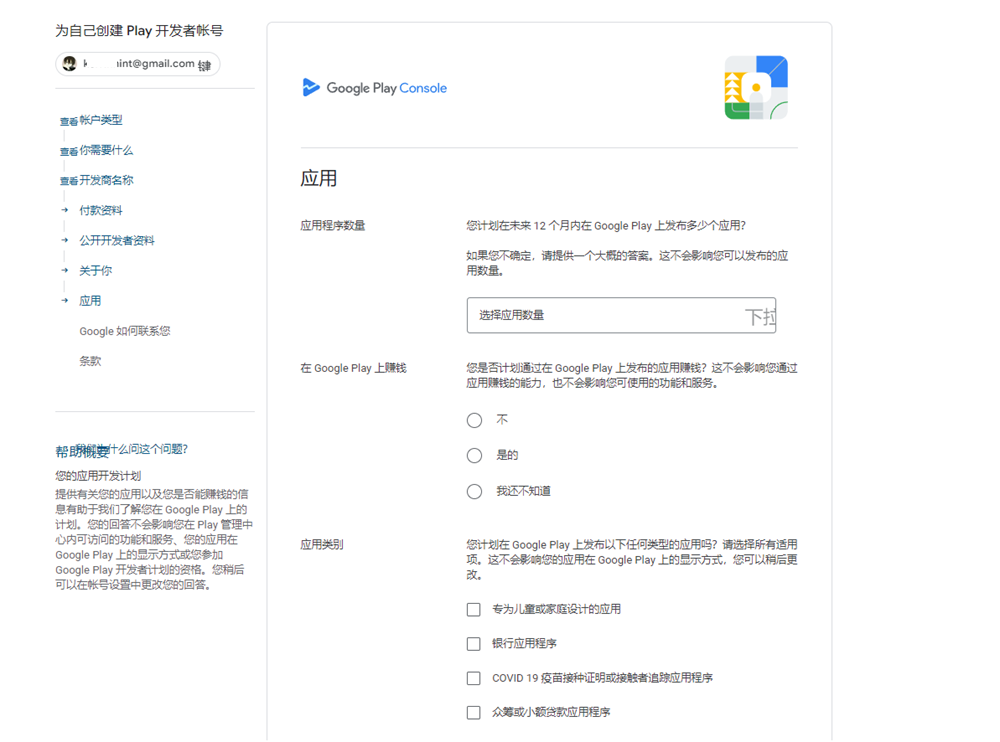 为自己创建 Play 开发者帐号
int@gmail.com 键
查看帐户类型
查看你需要什么
查看开发商名称
付款资料
公开开发者资料
关于你
应用
Google 如何联系您
条款
帮助概要
我们为什么问这个问题?
您的应用开发计划
提供有关您的应用以及您是否能赚钱的信
息有助于我们了解您在 Google Play 上的
计划。您的回答不会影响您在 Play 管理中
心内可访问的功能和服务、您的应用在
Google Play 上的显示方式或您参加
Google Play 开发者计划的资格。您稍后
可以在帐号设置中更改您的回答。
Google Play Console
应用
应用程序数量
您计划在未来 12 个月内在 Google Play 上发布多少个应用?
如果您不确定，请提供一个大概的答案。这不会影响您可以发布的应
用数量。
选择应用数量
下拉
在 Google Play 上赚钱
您是否计划通过在 Google Play 上发布的应用赚钱？这不会影响您通过
应用赚钱的能力，也不会影响您可使用的功能和服务。
不
是的
我还不知道
应用类别
您计划在 Google Play 上发布以下任何类型的应用吗？请选择所有适用
项。这不会影响您的应用在 Google Play 上的显示方式，您可以稍后更
改。
专为儿童或家庭设计的应用
银行应用程序
COVID 19 疫苗接种证明或接触者追踪应用程序
众筹或小额贷款应用程序